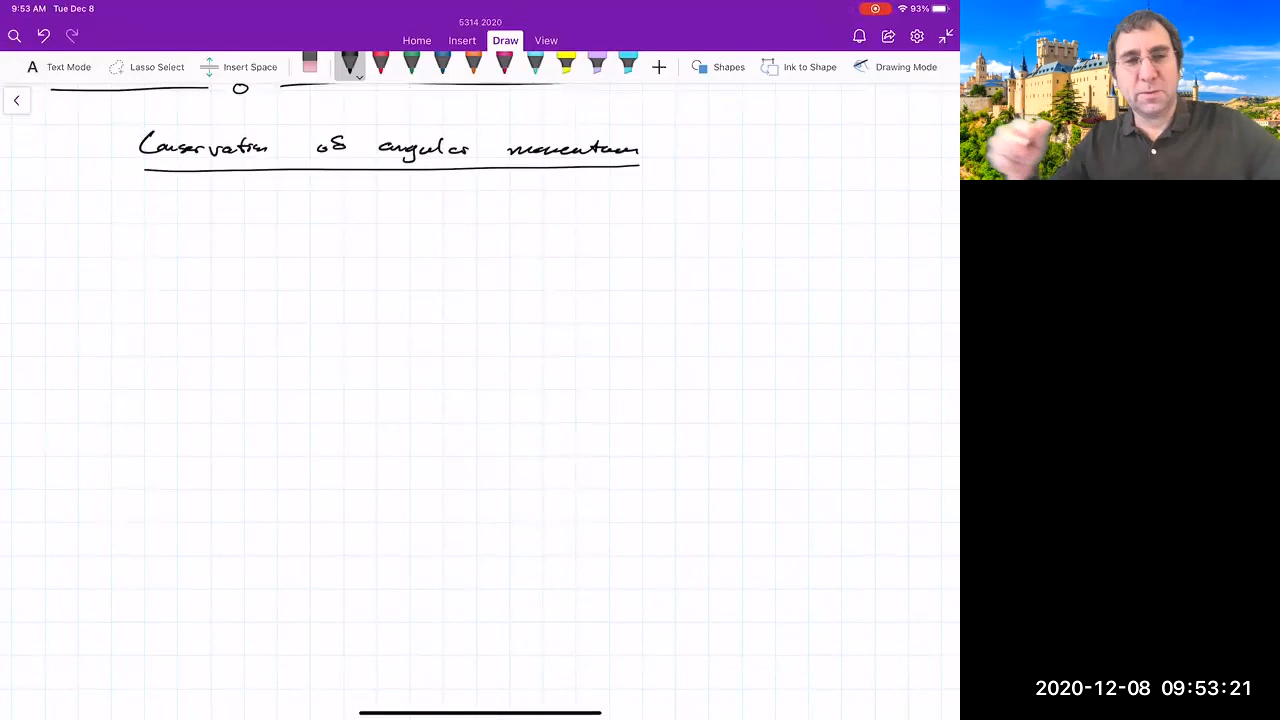 9:53 AM Tue Dec 8
93%
5314 2020
Home Insert Draw View
Text Mode Lasso Select Insert Space Shapes Ink to Shape Drawing Mode
Conservation of angular momentum
2020-12-08 09:53:21